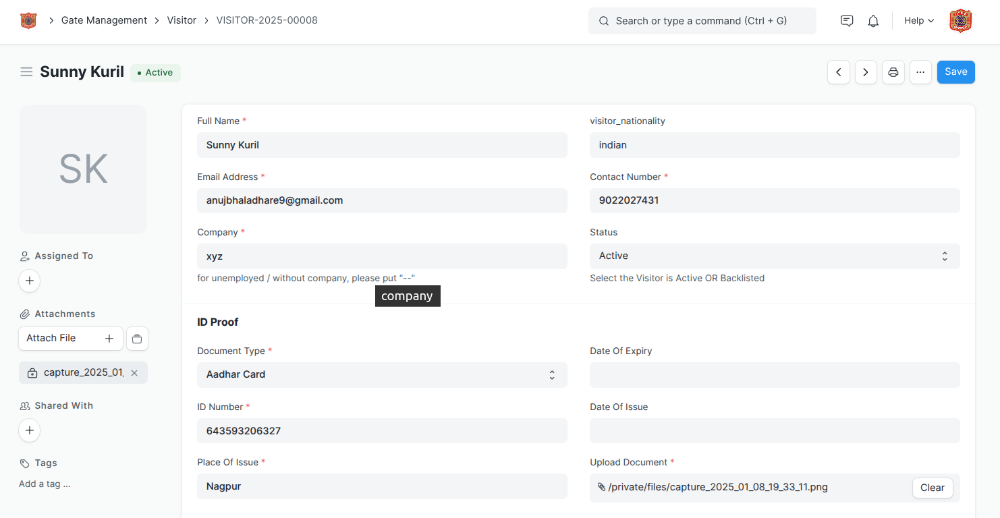 Gate Management > Visitor > VISITOR-2025-00008
Search or type a command (Ctrl + G)
Help
Sunny Kuril
Active
Save
SK
Assigned To
Attachments
Attach File
capture_2025_01_
Shared With
Tags
Add a tag ...
Full Name *
Sunny Kuril
visitor_nationality
indian
Email Address *
anujbhaladhare9@gmail.com
Contact Number *
9022027431
Company *
xyz
for unemployed / without company, please put "--"
company
Status
Active
Select the Visitor is Active OR Backlisted
ID Proof
Document Type *
Aadhar Card
Date Of Expiry
ID Number *
643593206327
Date Of Issue
Place Of Issue *
Nagpur
Upload Document *
/private/files/capture_2025_01_08_19_33_11.png
Clear